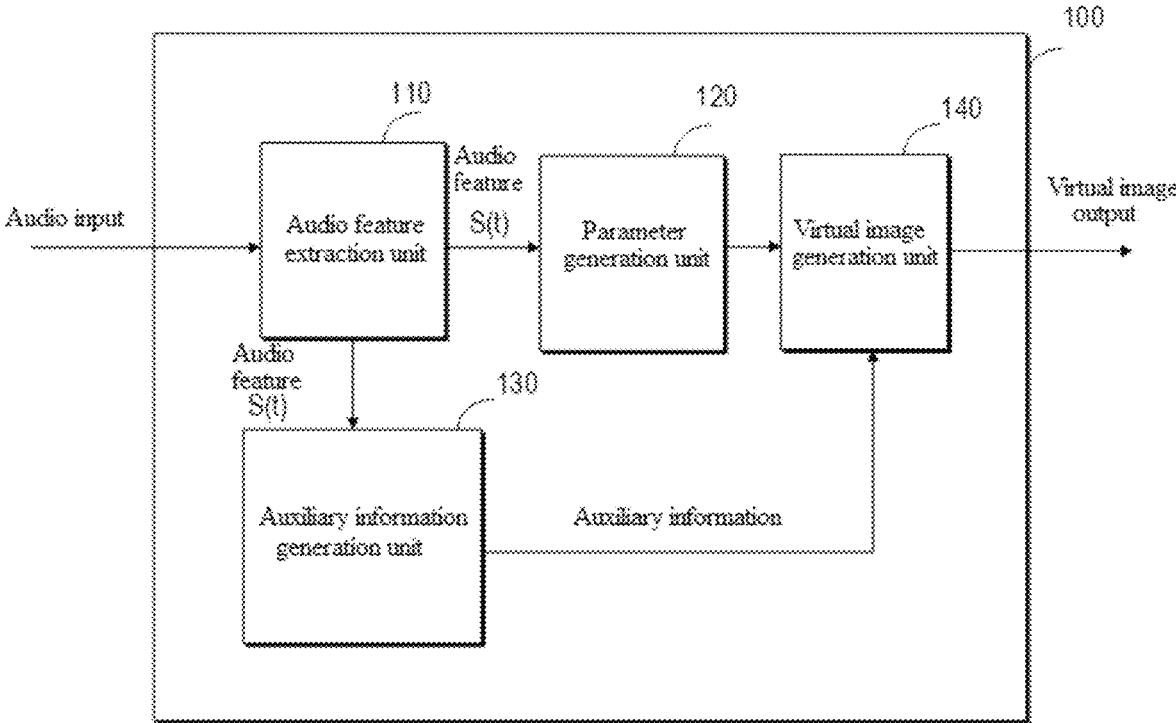 100
110
120
140
Audio
feature
S(t)
Audio input
Audio feature
extraction unit
Parameter
generation unit
Virtual image
generation unit
Virtual image
output
Audio
feature
S(t)
130
Auxiliary information
generation unit
Auxiliary information